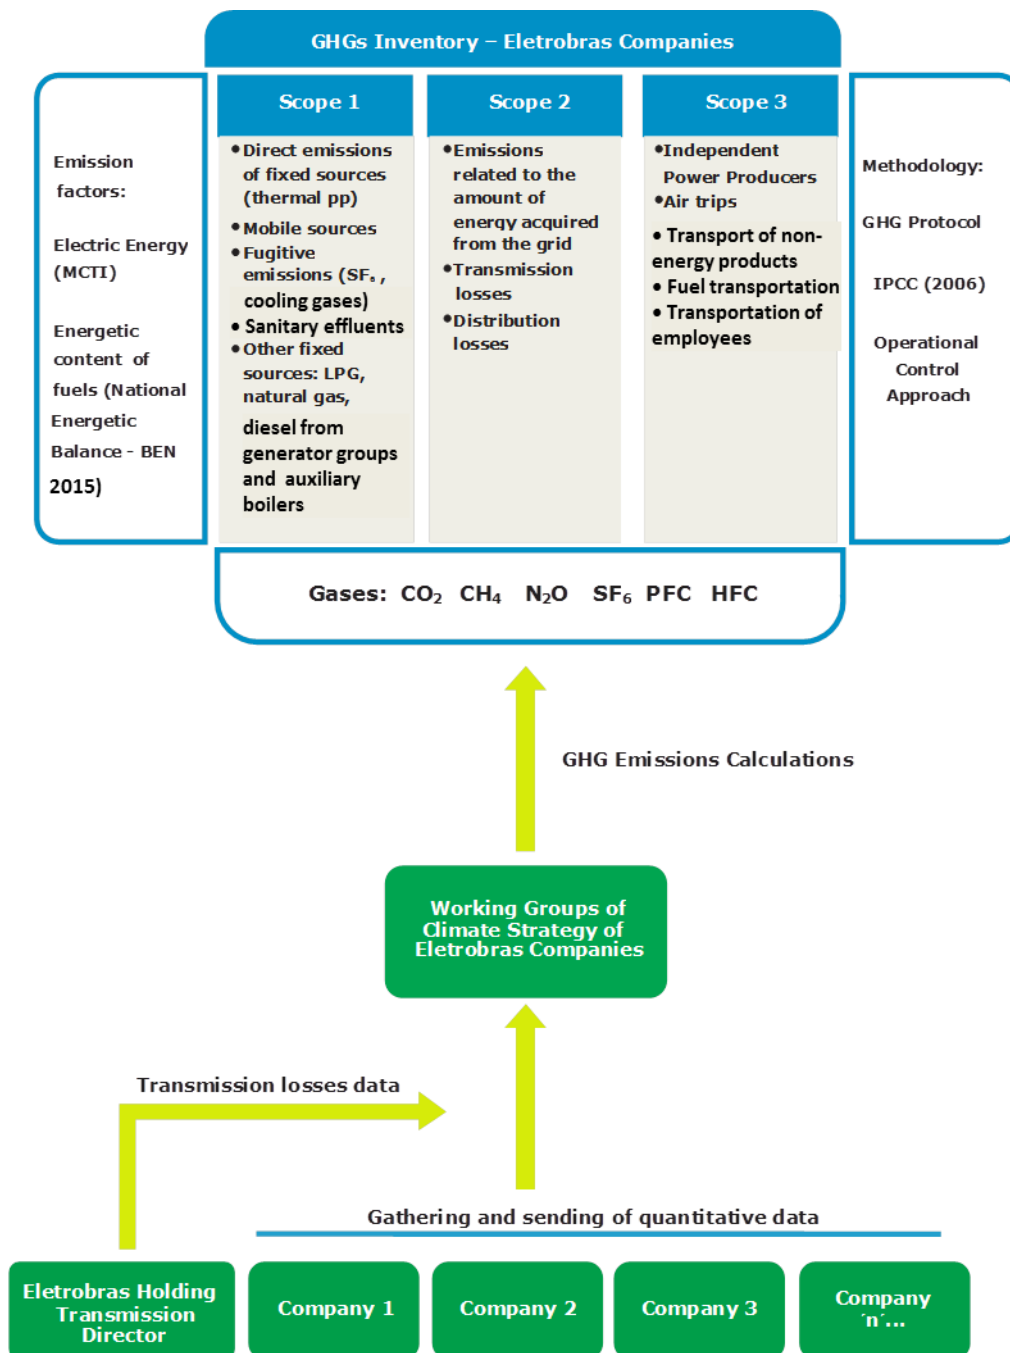 GHGs Inventory – Eletrobras Companies
Emission
factors:
Electric Energy
(MCTI)
Energetic
content of
fuels (National
Energetic
Balance - BEN
2015)
Scope 1
•Direct emissions
of fixed sources
(thermal pp)
•Mobile sources
•Fugitive
emissions (SF₆ ,
cooling gases)
• Sanitary effluents
•Other fixed
sources: LPG,
natural gas,
diesel from
generator groups
and auxiliary
boilers
Scope 2
•Emissions
related to the
amount of
energy acquired
from the grid
•Transmission
losses
•Distribution
losses
Scope 3
•Independent
Power Producers
•Air trips
• Transport of non-
energy products
• Fuel transportation
• Transportation of
employees
Methodology:
GHG Protocol
IPCC (2006)
Operational
Control
Approach
Gases: CO₂ CH₄ N₂O SF₆ PFC HFC
GHG Emissions Calculations
Working Groups of
Climate Strategy of
Eletrobras Companies
Transmission losses data
Gathering and sending of quantitative data
Eletrobras Holding
Transmission
Director
Company 1
Company 2
Company 3
Company
´n´...